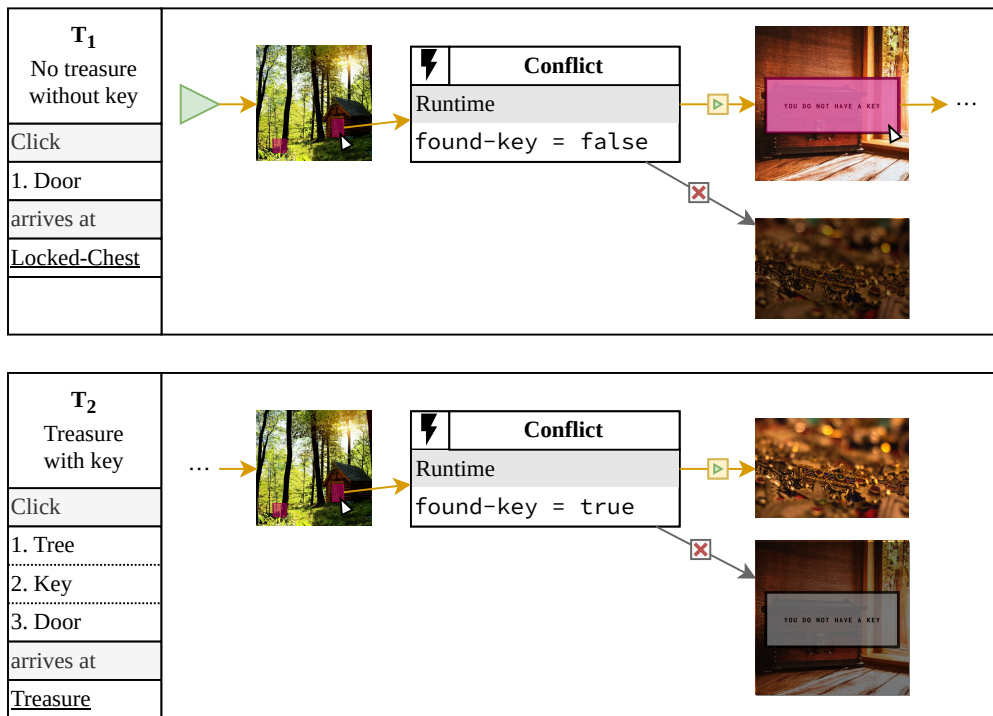 T1
No treasure
without key
Click
1. Door
arrives at
Locked-Chest
Conflict
Runtime
found-key = false
YOU DO NOT HAVE A KEY
...
T2
Treasure
with key
Click
1. Tree
2. Key
3. Door
arrives at
Treasure
...
Conflict
Runtime
found-key = true
YOU DO NOT HAVE A KEY